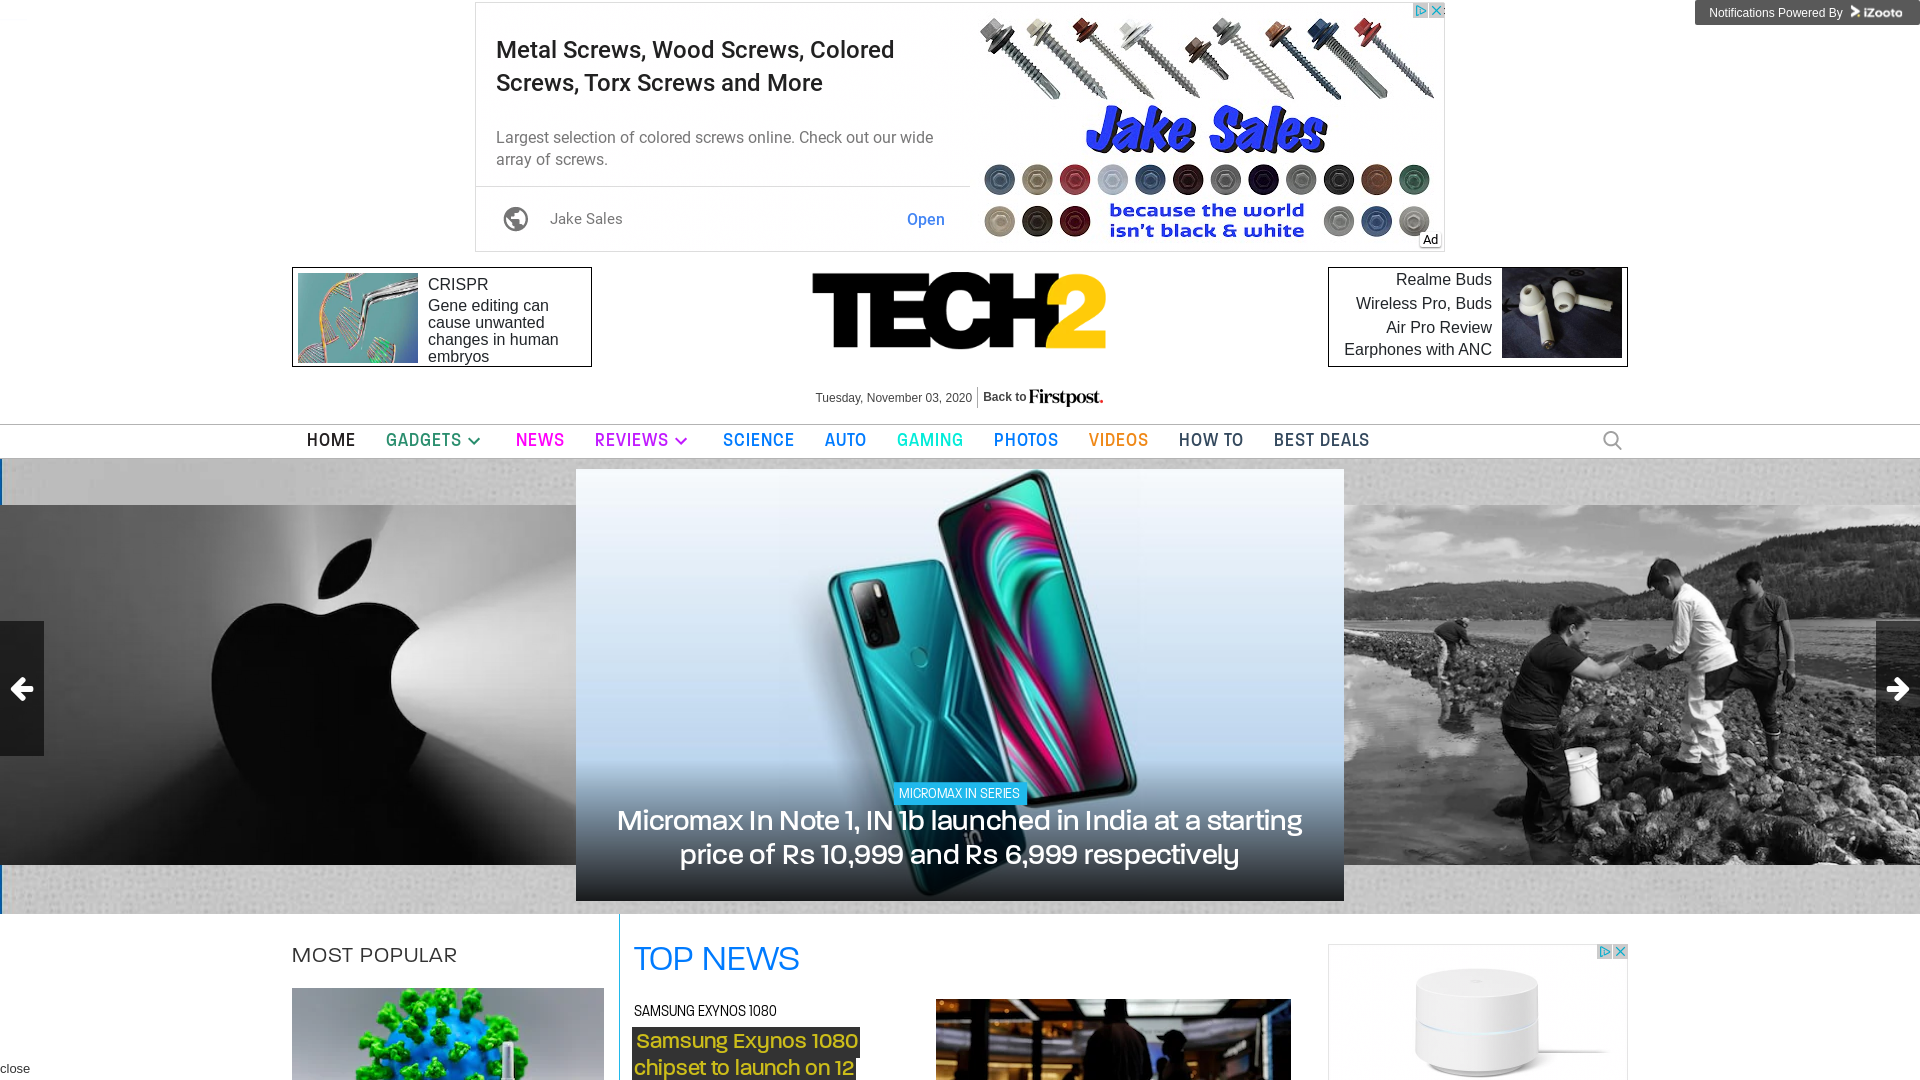 Notifications Powered By iZooto
Metal Screws, Wood Screws, Colored
Screws, Torx Screws and More
Largest selection of colored screws online. Check out our wide
array of screws.
Jake Sales
Open
Jake Sales
because the world
isn't black & white
Ad
CRISPR
Gene editing can
cause unwanted
changes in human
embryos
TECH2
Realme Buds
Wireless Pro, Buds
Air Pro Review
Earphones with ANC
Tuesday, November 03, 2020
Back to Firstpost.
HOME GADGETS NEWS REVIEWS SCIENCE AUTO GAMING PHOTOS VIDEOS HOW TO BEST DEALS
MICROMAX IN SERIES
Micromax In Note 1, IN 1b launched in India at a starting
price of Rs 10,999 and Rs 6,999 respectively
MOST POPULAR
TOP NEWS
SAMSUNG EXYNOS 1080
Samsung Exynos 1080
chipset to launch on 12
close